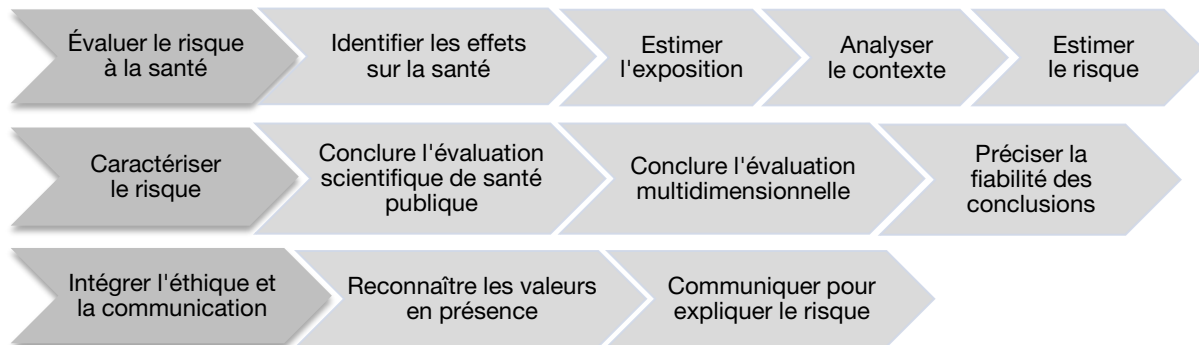 Évaluer le risque
à la santé
Identifier les effets
sur la santé
Estimer
l'exposition
Analyser
le contexte
Estimer
le risque
Caractériser
le risque
Conclure l'évaluation
scientifique de santé
publique
Conclure l'évaluation
multidimensionnelle
Préciser la
fiabilité des
conclusions
Intégrer l'éthique et
la communication
Reconnaître les valeurs
en présence
Communiquer pour
expliquer le risque